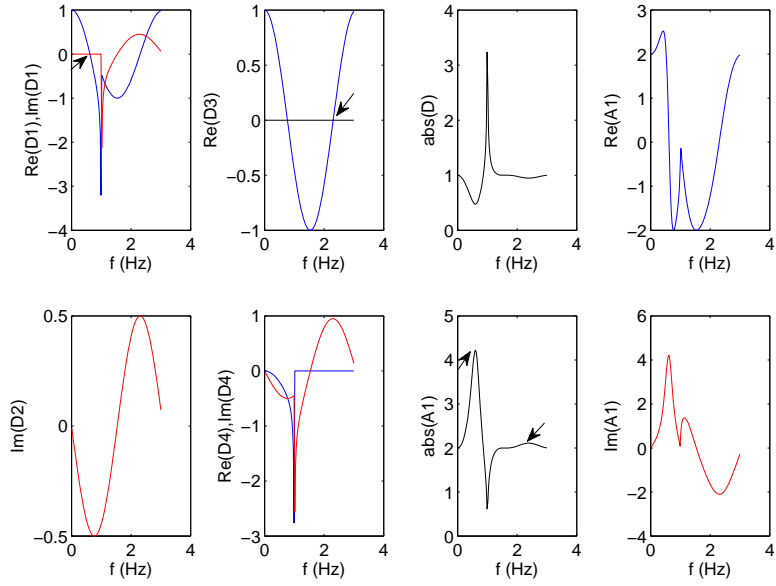 1
0
−1
−2
−3
−4
0 2 4
f (Hz)
Re(D1),Im(D1)
1
0.5
0
−0.5
−1
0 2 4
f (Hz)
Re(D3)
4
3
2
1
0
0 2 4
f (Hz)
abs(D)
3
2
1
0
−1
−2
0 2 4
f (Hz)
Re(A1)
0.5
0
−0.5
0 2 4
f (Hz)
Im(D2)
1
0
−1
−2
−3
0 2 4
f (Hz)
Re(D4),Im(D4)
5
4
3
2
1
0
0 2 4
f (Hz)
abs(A1)
6
4
2
0
−2
−4
0 2 4
f (Hz)
Im(A1)